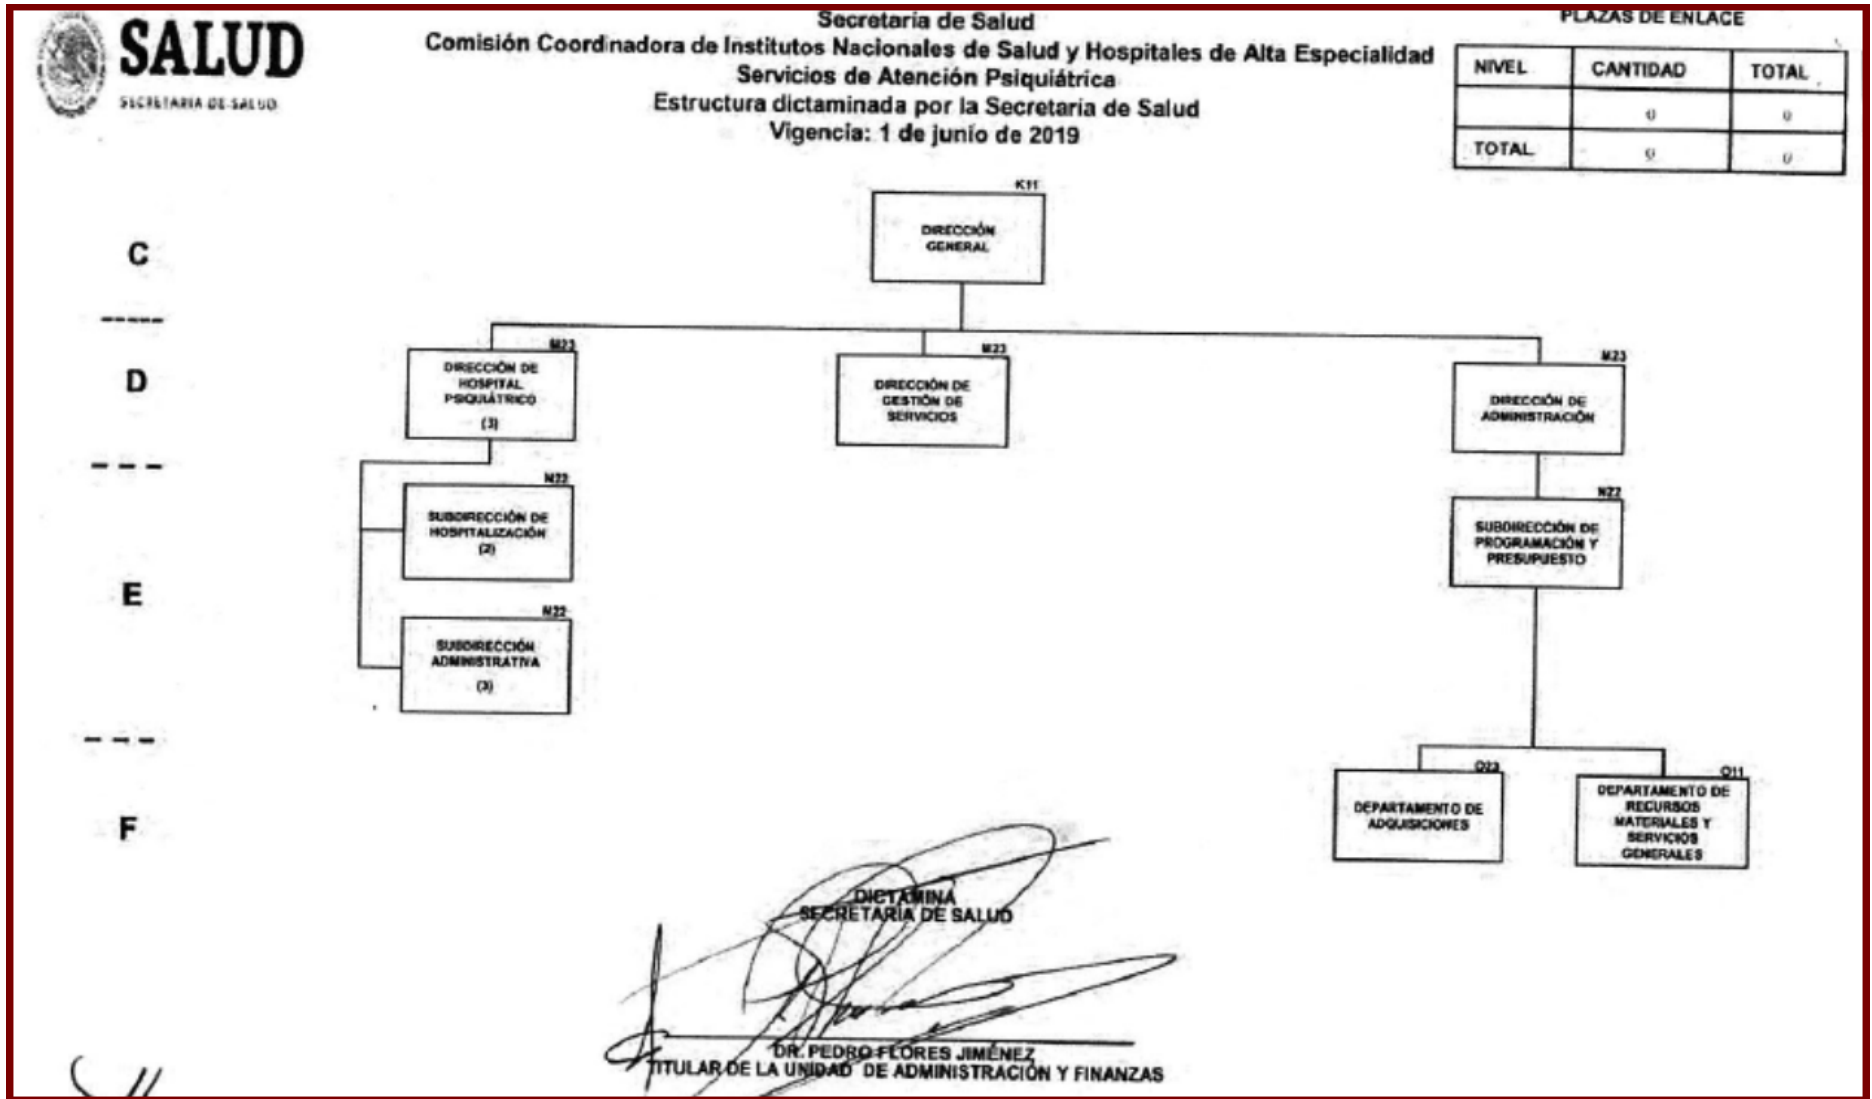 SALUD
SECRETARÍA DE SALUD
Secretaría de Salud
Comisión Coordinadora de Institutos Nacionales de Salud y Hospitales de Alta Especialidad
Servicios de Atención Psiquiátrica
Estructura dictaminada por la Secretaría de Salud
Vigencia: 1 de junio de 2019
PLAZAS DE ENLACE
NIVEL CANTIDAD TOTAL
0 0
TOTAL 0 0
C
K11
DIRECCIÓN
GENERAL
D
M23
DIRECCIÓN DE
HOSPITAL
PSIQUIÁTRICO
(3)
M23
DIRECCIÓN DE
GESTIÓN DE
SERVICIOS
M23
DIRECCIÓN DE
ADMINISTRACIÓN
E
N22
SUBDIRECCIÓN DE
HOSPITALIZACIÓN
(2)
N22
SUBDIRECCIÓN
ADMINISTRATIVA
(3)
N22
SUBDIRECCIÓN DE
PROGRAMACIÓN Y
PRESUPUESTO
F
O23
DEPARTAMENTO DE
ADQUISICIONES
O11
DEPARTAMENTO DE
RECURSOS
MATERIALES Y
SERVICIOS
GENERALES
DICTAMINA
SECRETARÍA DE SALUD
DR. PEDRO FLORES JIMÉNEZ
TITULAR DE LA UNIDAD DE ADMINISTRACIÓN Y FINANZAS